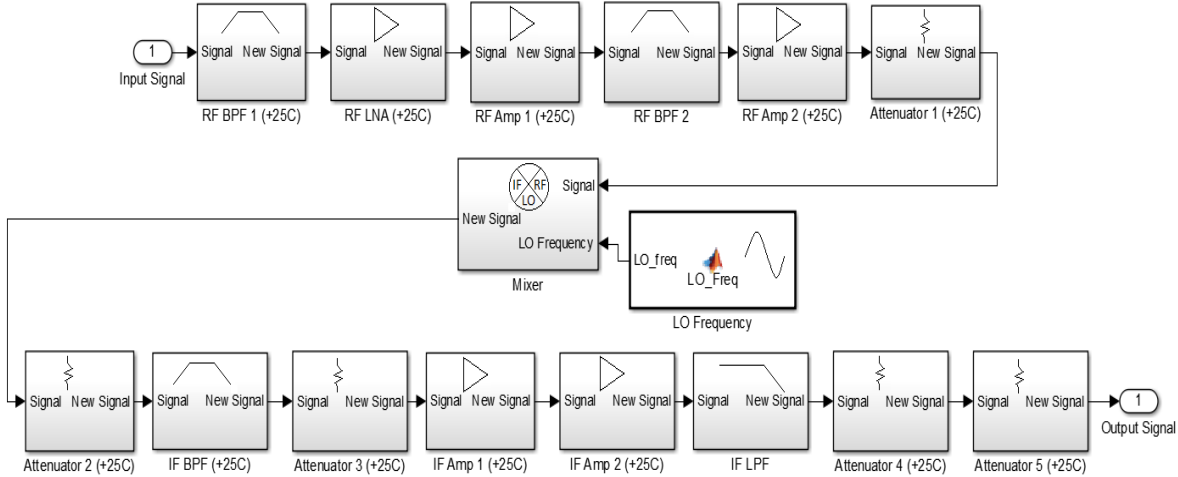 1
Input Signal
Signal New Signal
RF BPF 1 (+25C)
Signal New Signal
RF LNA (+25C)
Signal New Signal
RF Amp 1 (+25C)
Signal New Signal
RF BPF 2
Signal New Signal
RF Amp 2 (+25C)
Signal New Signal
Attenuator 1 (+25C)
IF RF
LO
Signal
New Signal
LO Frequency
Mixer
LO_freq
LO_Freq
LO Frequency
Signal New Signal
Attenuator 2 (+25C)
Signal New Signal
IF BPF (+25C)
Signal New Signal
Attenuator 3 (+25C)
Signal New Signal
IF Amp 1 (+25C)
Signal New Signal
IF Amp 2 (+25C)
Signal New Signal
IF LPF
Signal New Signal
Attenuator 4 (+25C)
Signal New Signal
Attenuator 5 (+25C)
1
Output Signal